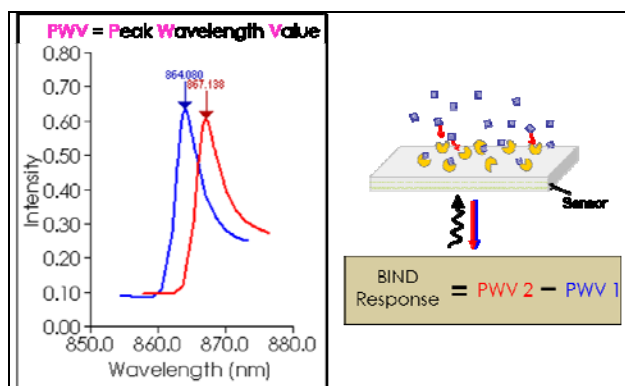 PWV = Peak Wavelength Value
0.80
0.70
0.60
0.50
0.40
0.30
0.20
0.10
0.00
Intensity
864.080
867.138
850.0 860.0 870.0 880.0
Wavelength (nm)
Sensor
BIND
Response = PWV 2 − PWV 1